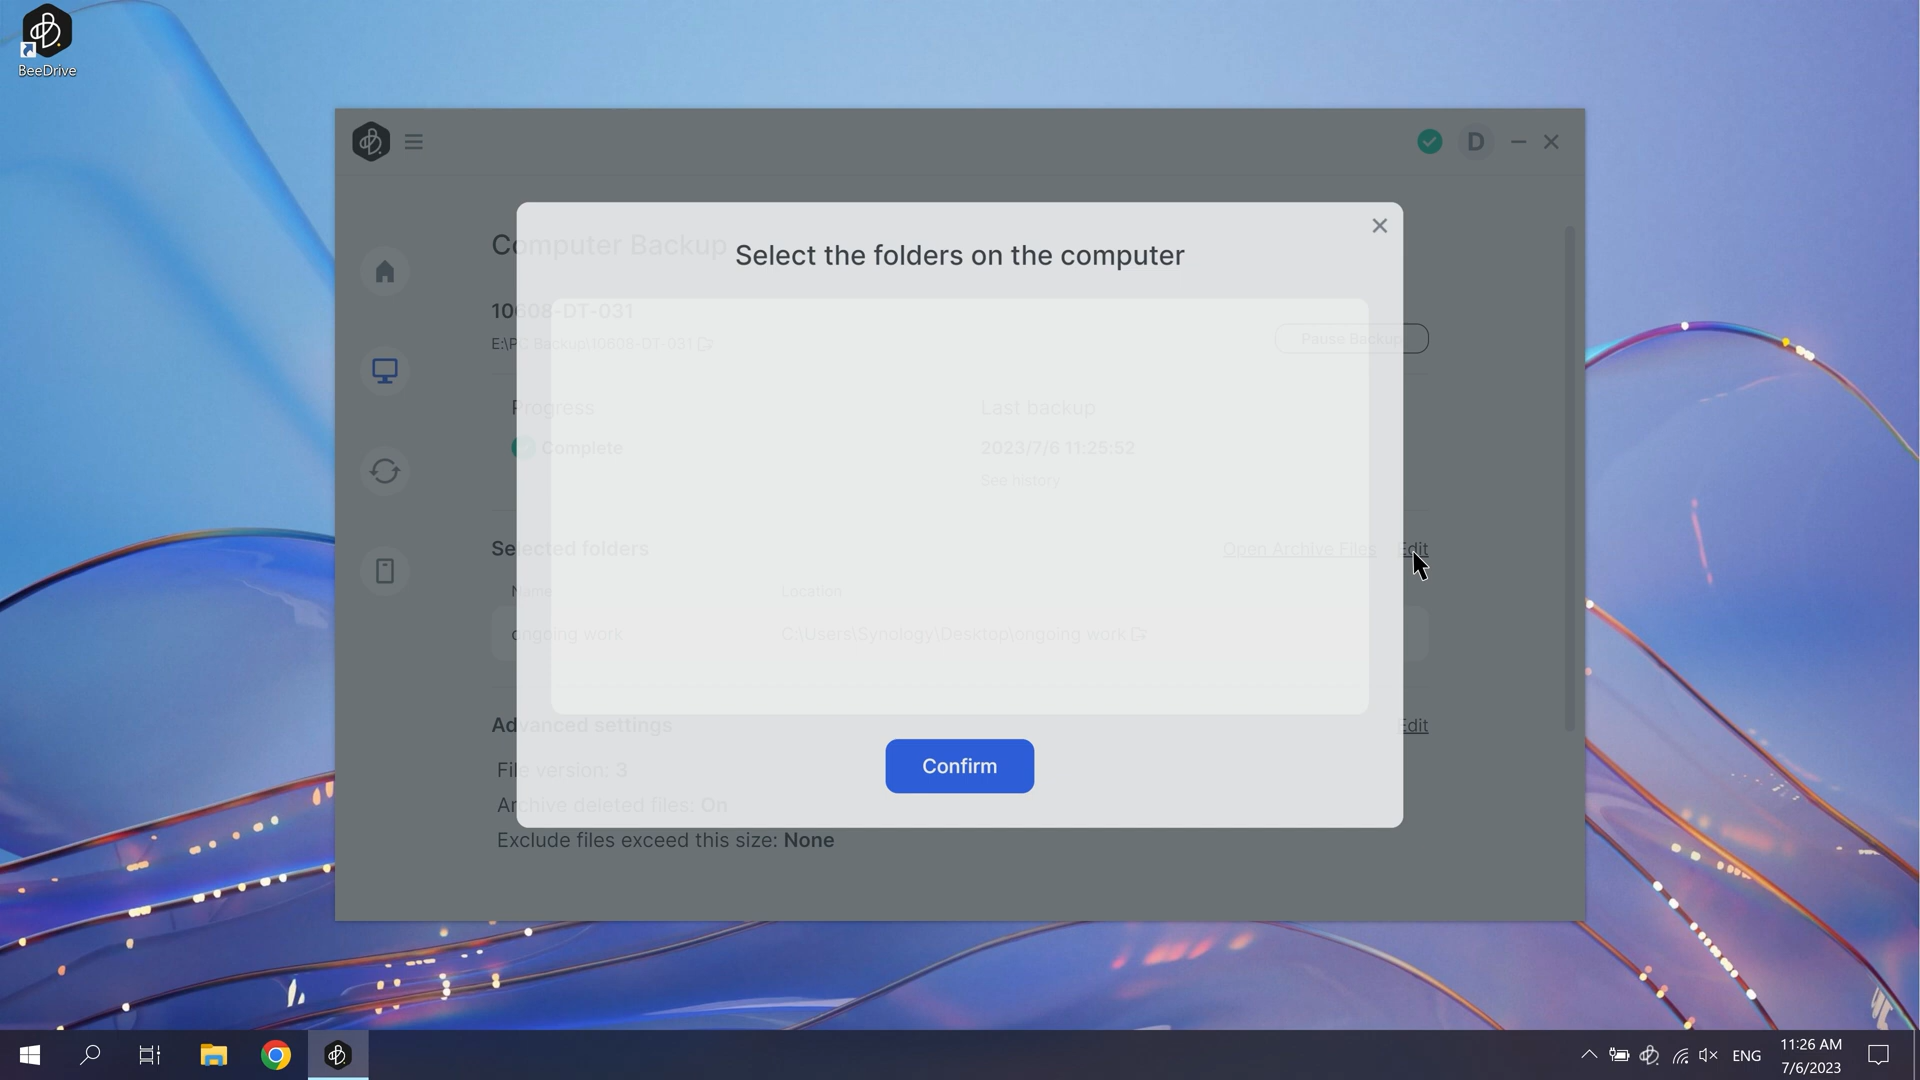 BeeDrive
D
Computer Backup
Select the folders on the computer
10608-DT-031
E:\PC Backup\10608-DT-031
Pause Backup
Progress
Last backup
Complete
2023/7/6 11:25:52
See history
Selected folders
Open Archive Files
Edit
Name
Location
ongoing work
C:\Users\Synology\Desktop\ongoing work
Advanced settings
Edit
File version: 3
Confirm
Archive deleted files: On
Exclude files exceed this size: None
ENG
11:26 AM
7/6/2023